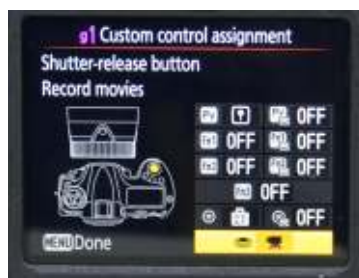 g1 Custom control assignment
Shutter-release button
Record movies
OFF
OFF OFF
OFF OFF
OFF
OFF
MENU Done